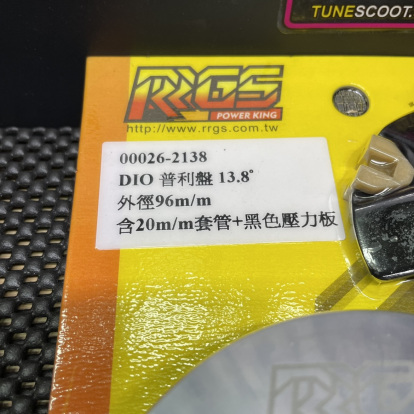 TUNESCOOT.
RRGS
POWER KING
http://www.rrgs.com.tw
00026-2138
DIO 普利盤 13.8°
外徑96m/m
含20m/m套管+黑色壓力板
RRGS